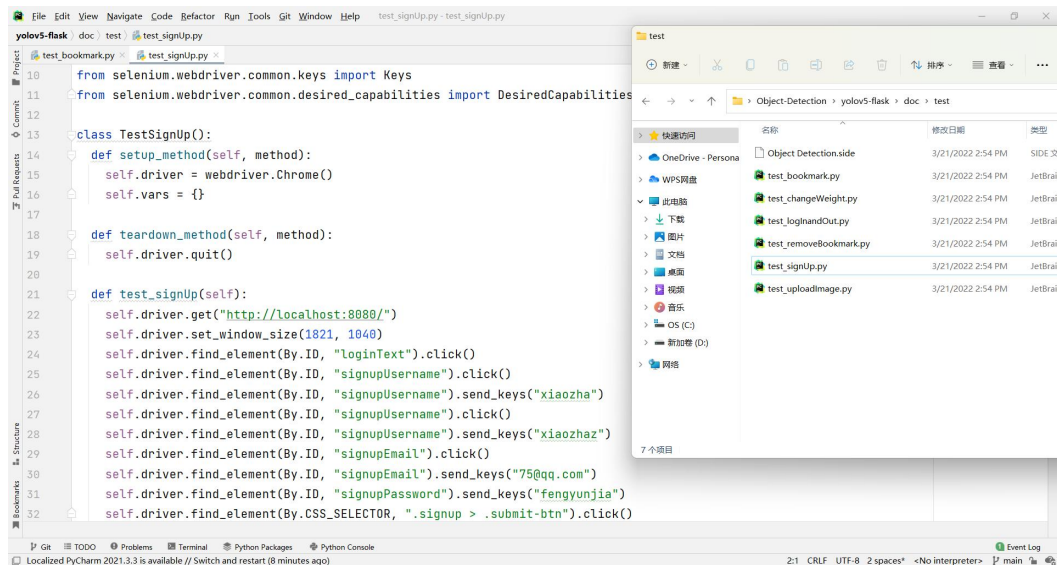 File Edit View Navigate Code Refactor Run Tools Git Window Help test_signUp.py - test_signUp.py
yolov5-flask doc test test_signUp.py
test_bookmark.py test_signUp.py
Project
Commit
Pull Requests
Structure
Bookmarks
10 from selenium.webdriver.common.keys import Keys
11 from selenium.webdriver.common.desired_capabilities import DesiredCapabilities
12
13 class TestSignUp():
14 def setup_method(self, method):
15 self.driver = webdriver.Chrome()
16 self.vars = {}
17
18 def teardown_method(self, method):
19 self.driver.quit()
20
21 def test_signUp(self):
22 self.driver.get("http://localhost:8080/")
23 self.driver.set_window_size(1821, 1040)
24 self.driver.find_element(By.ID, "loginText").click()
25 self.driver.find_element(By.ID, "signupUsername").click()
26 self.driver.find_element(By.ID, "signupUsername").send_keys("xiaozha")
27 self.driver.find_element(By.ID, "signupUsername").click()
28 self.driver.find_element(By.ID, "signupUsername").send_keys("xiaozhaz")
29 self.driver.find_element(By.ID, "signupEmail").click()
30 self.driver.find_element(By.ID, "signupEmail").send_keys("75@qq.com")
31 self.driver.find_element(By.ID, "signupPassword").send_keys("fengyunjia")
32 self.driver.find_element(By.CSS_SELECTOR, ".signup > .submit-btn").click()
test
新建 排序 查看
Object-Detection > yolov5-flask > doc > test
名称 修改日期 类型
快速访问
OneDrive - Persona
WPS网盘
此电脑
下载
图片
文档
桌面
视频
音乐
OS (C:)
新加卷 (D:)
网络
Object Detection.side 3/21/2022 2:54 PM SIDE 文
test_bookmark.py 3/21/2022 2:54 PM JetBrai
test_changeWeight.py 3/21/2022 2:54 PM JetBrai
test_logInandOut.py 3/21/2022 2:54 PM JetBrai
test_removeBookmark.py 3/21/2022 2:54 PM JetBrai
test_signUp.py 3/21/2022 2:54 PM JetBrai
test_uploadImage.py 3/21/2022 2:54 PM JetBrai
7 个项目
Git TODO Problems Terminal Python Packages Python Console Event Log
Localized PyCharm 2021.3.3 is available // Switch and restart (8 minutes ago) 2:1 CRLF UTF-8 2 spaces* <No interpreter> main